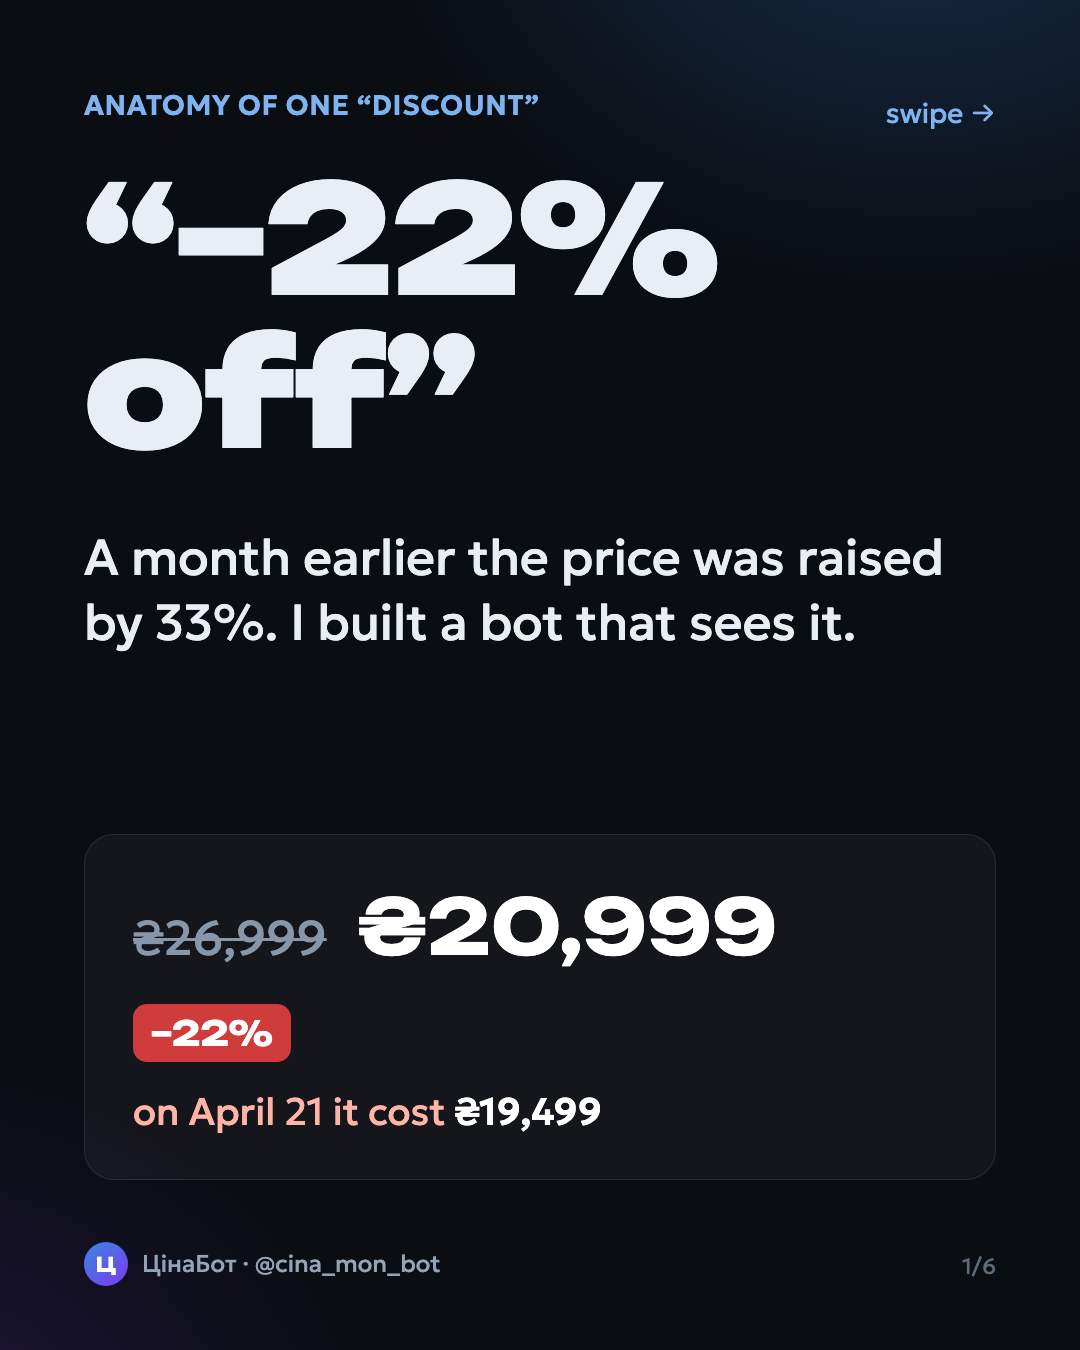 ANATOMY OF ONE “DISCOUNT”
swipe →
“–22%
off”
A month earlier the price was raised
by 33%. I built a bot that sees it.
₴26,999 ₴20,999
–22%
on April 21 it cost ₴19,499
Ц ЦінаБот · @cina_mon_bot
1/6